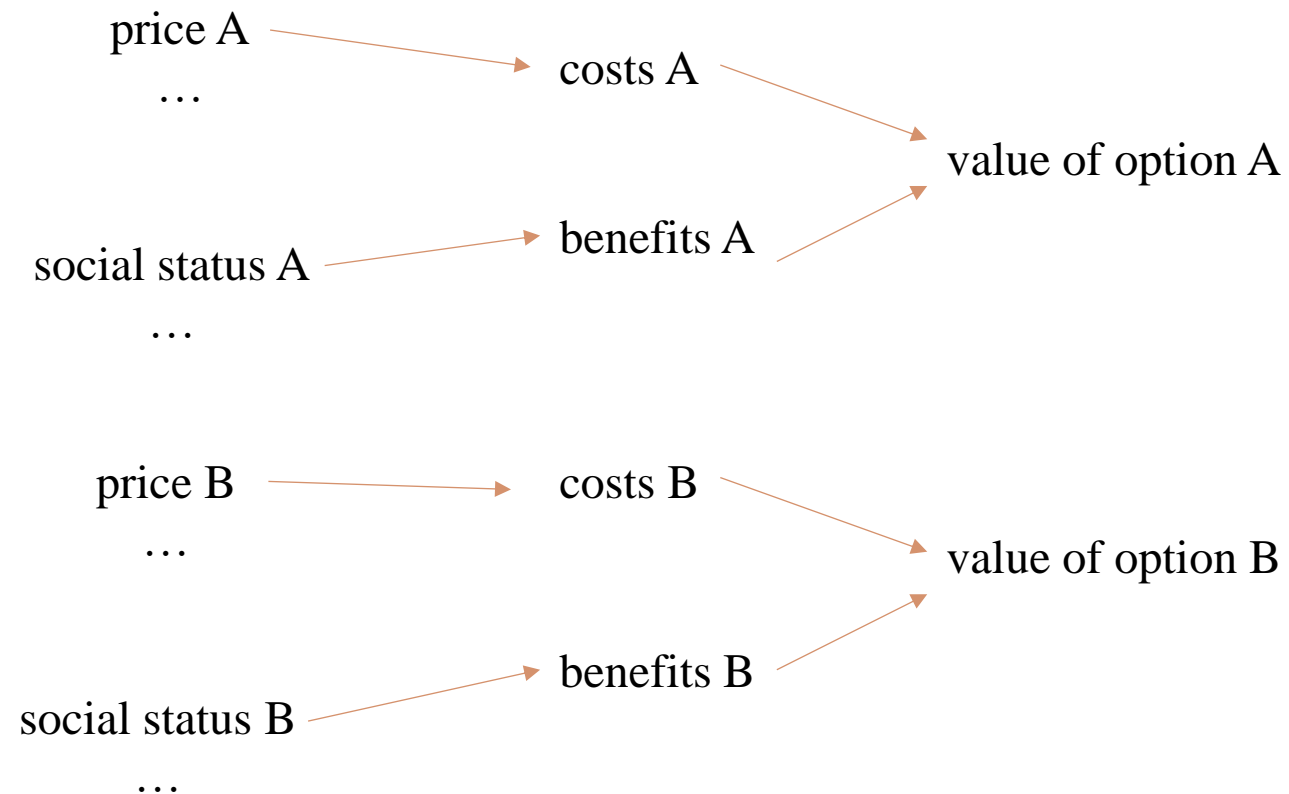 price A
…
costs A
value of option A
benefits A
social status A
…
price B
…
costs B
value of option B
benefits B
social status B
…